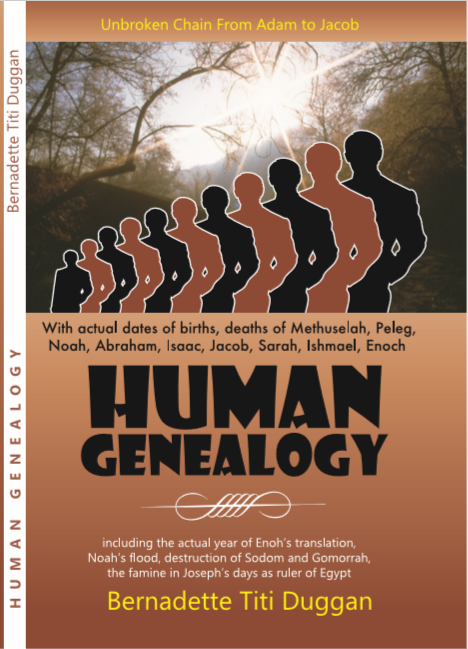 Unbroken Chain From Adam to Jacob
Bernadette Titi Duggan
HUMAN GENEALOGY
With actual dates of births, deaths of Methuselah, Peleg,
Noah, Abraham, Isaac, Jacob, Sarah, Ishmael, Enoch
HUMAN
GENEALOGY
including the actual year of Enoh's translation,
Noah's flood, destruction of Sodom and Gomorrah,
the famine in Joseph's days as ruler of Egypt
Bernadette Titi Duggan